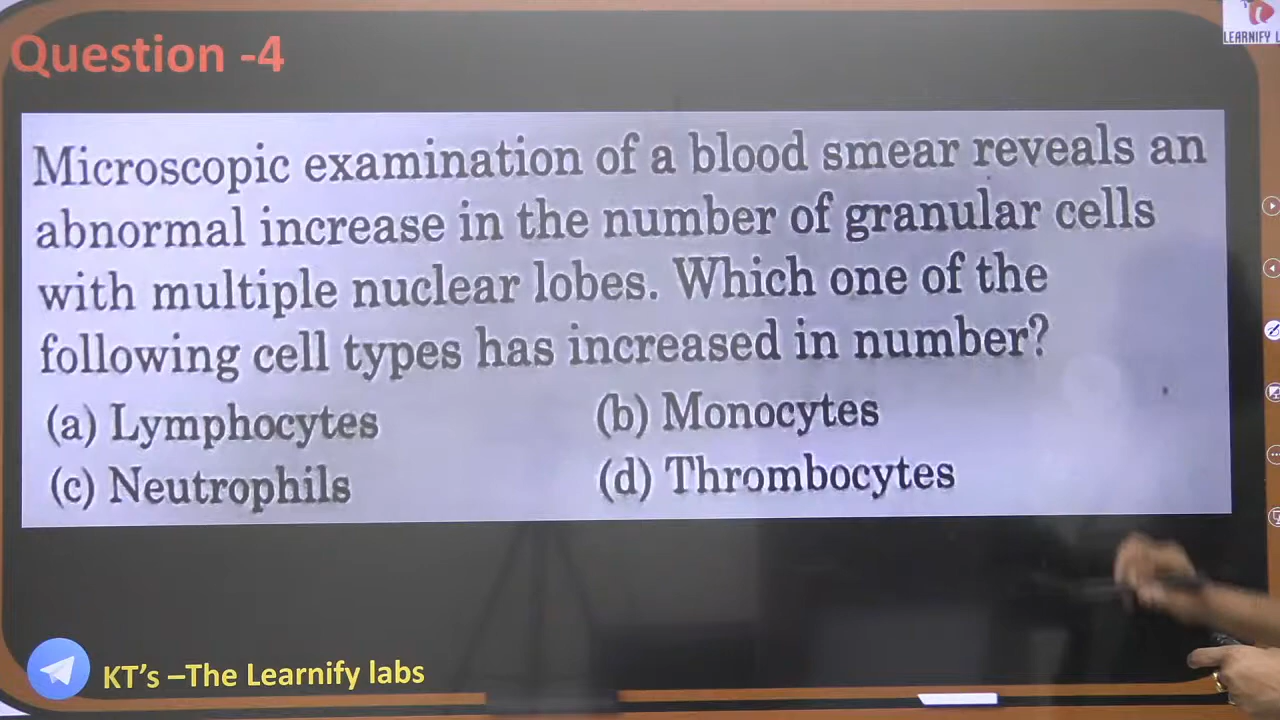 LEARNIFY L
Question -4
Microscopic examination of a blood smear reveals an
abnormal increase in the number of granular cells
with multiple nuclear lobes. Which one of the
following cell types has increased in number?
(a) Lymphocytes (b) Monocytes
(c) Neutrophils (d) Thrombocytes
KT's –The Learnify labs